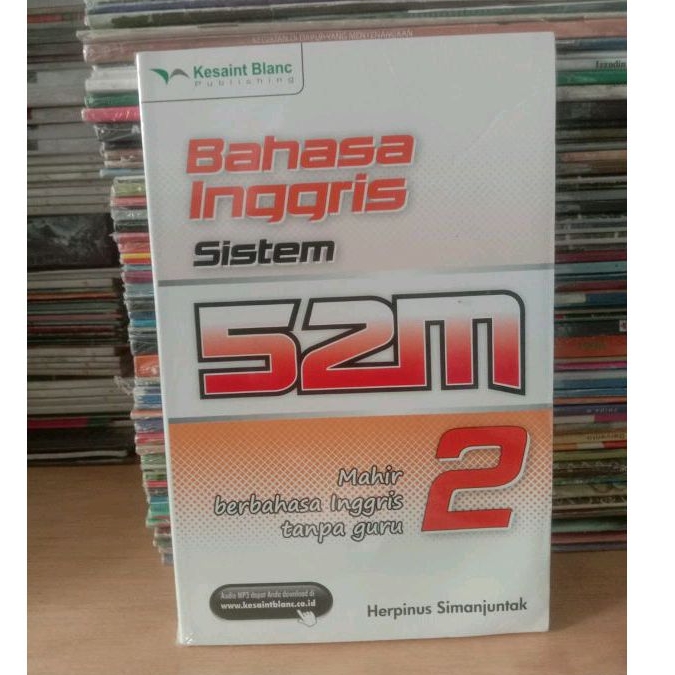 Kesaint Blanc
Publishing
Bahasa
Inggris
Sistem
52M
2
Mahir
berbahasa Inggris
tanpa guru
Audio MP3 dapat Anda download di
www.kesaintblanc.co.id
Herpinus Simanjuntak